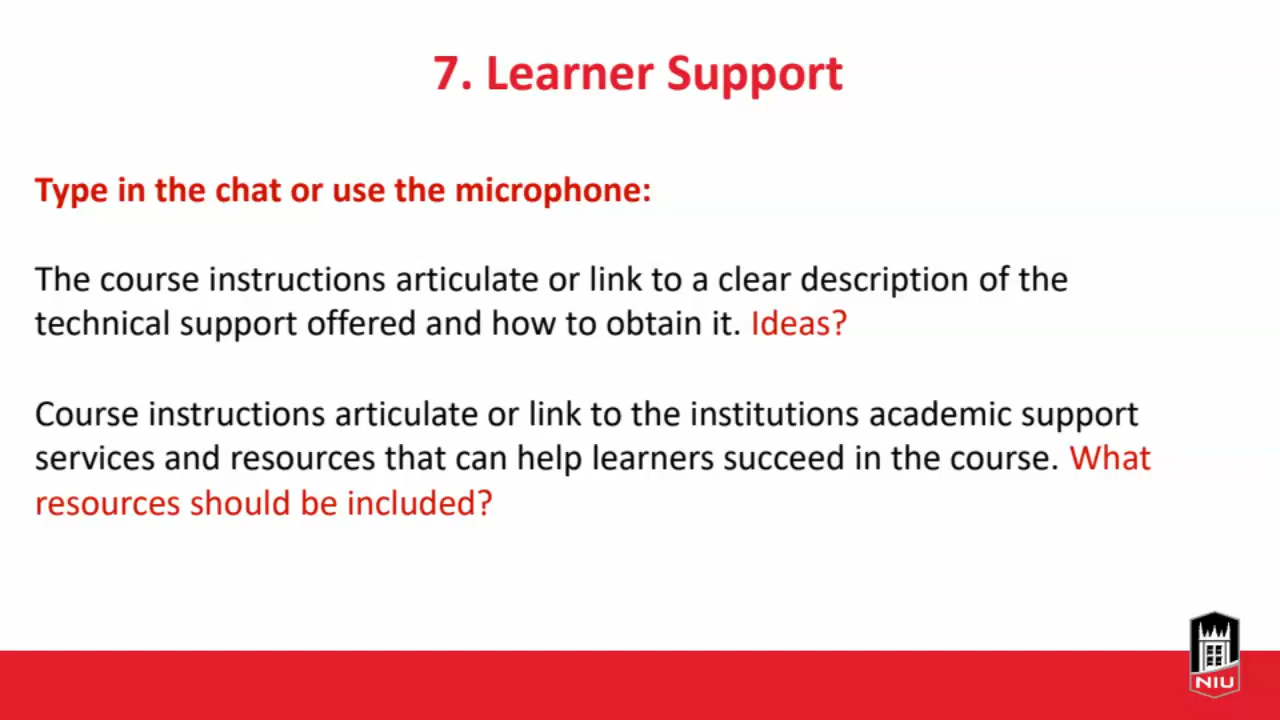 7. Learner Support
Type in the chat or use the microphone:
The course instructions articulate or link to a clear description of the
technical support offered and how to obtain it. Ideas?
Course instructions articulate or link to the institutions academic support
services and resources that can help learners succeed in the course. What
resources should be included?
NIU